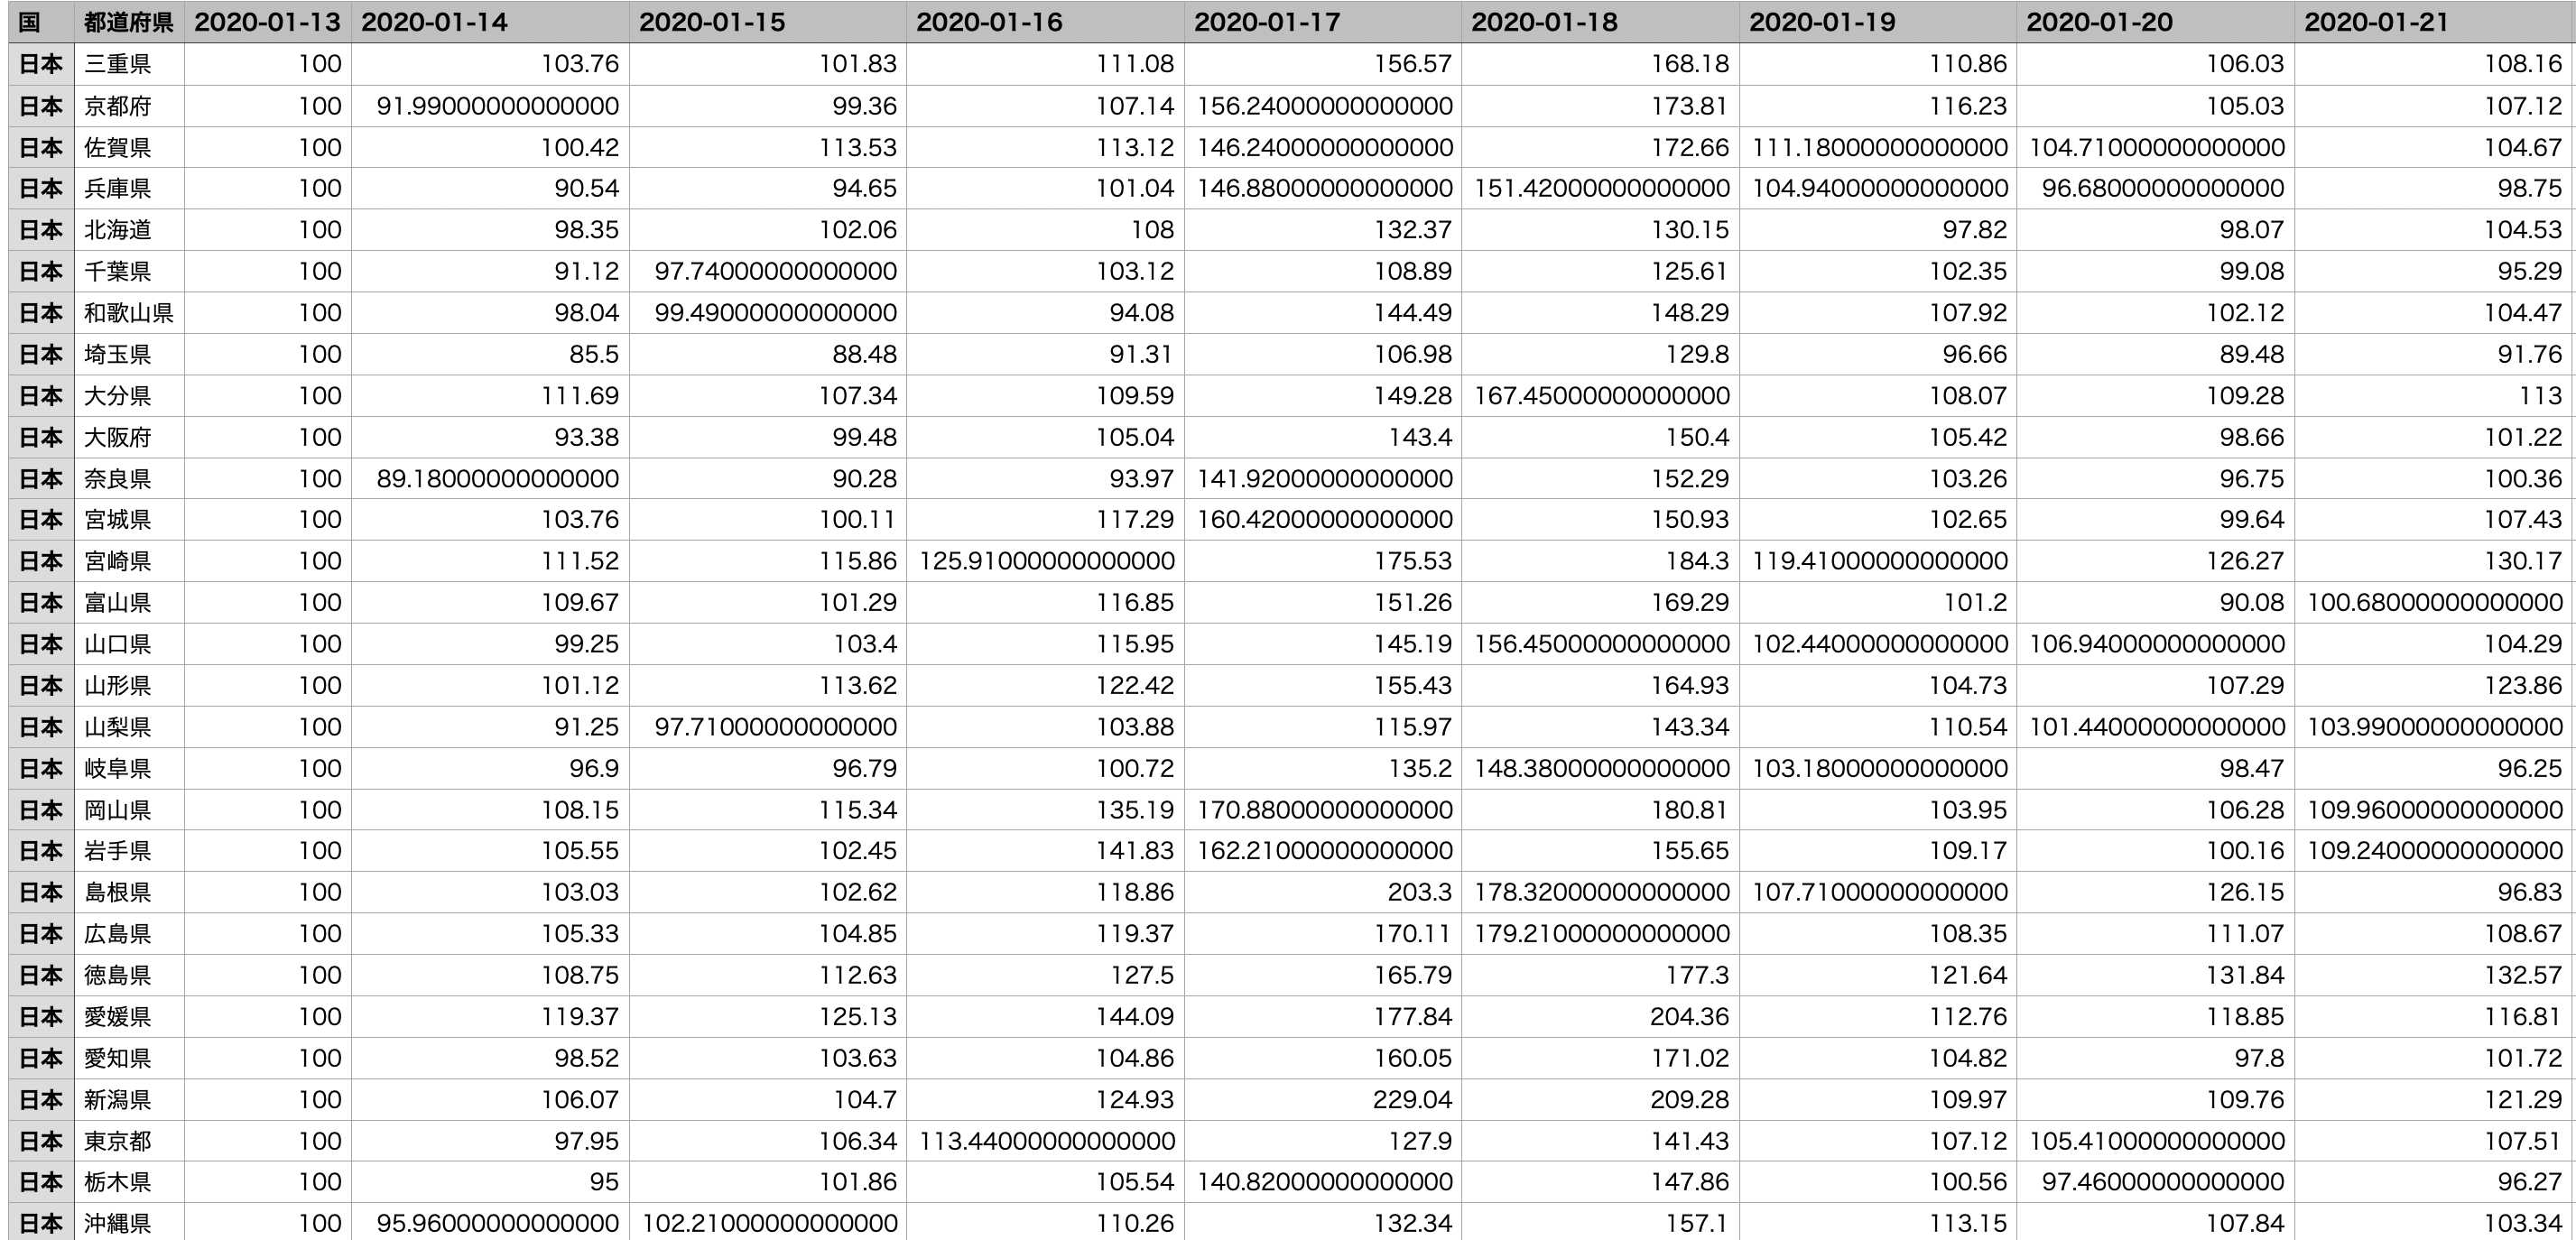 国 都道府県 2020-01-13 2020-01-14 2020-01-15 2020-01-16 2020-01-17 2020-01-18 2020-01-19 2020-01-20 2020-01-21
日本 三重県 100 103.76 101.83 111.08 156.57 168.18 110.86 106.03 108.16
日本 京都府 100 91.99000000000000 99.36 107.14 156.24000000000000 173.81 116.23 105.03 107.12
日本 佐賀県 100 100.42 113.53 113.12 146.24000000000000 172.66 111.18000000000000 104.71000000000000 104.67
日本 兵庫県 100 90.54 94.65 101.04 146.88000000000000 151.42000000000000 104.94000000000000 96.68000000000000 98.75
日本 北海道 100 98.35 102.06 108 132.37 130.15 97.82 98.07 104.53
日本 千葉県 100 91.12 97.74000000000000 103.12 108.89 125.61 102.35 99.08 95.29
日本 和歌山県 100 98.04 99.49000000000000 94.08 144.49 148.29 107.92 102.12 104.47
日本 埼玉県 100 85.5 88.48 91.31 106.98 129.8 96.66 89.48 91.76
日本 大分県 100 111.69 107.34 109.59 149.28 167.45000000000000 108.07 109.28 113
日本 大阪府 100 93.38 99.48 105.04 143.4 150.4 105.42 98.66 101.22
日本 奈良県 100 89.18000000000000 90.28 93.97 141.92000000000000 152.29 103.26 96.75 100.36
日本 宮城県 100 103.76 100.11 117.29 160.42000000000000 150.93 102.65 99.64 107.43
日本 宮崎県 100 111.52 115.86 125.91000000000000 175.53 184.3 119.41000000000000 126.27 130.17
日本 富山県 100 109.67 101.29 116.85 151.26 169.29 101.2 90.08 100.68000000000000
日本 山口県 100 99.25 103.4 115.95 145.19 156.45000000000000 102.44000000000000 106.94000000000000 104.29
日本 山形県 100 101.12 113.62 122.42 155.43 164.93 104.73 107.29 123.86
日本 山梨県 100 91.25 97.71000000000000 103.88 115.97 143.34 110.54 101.44000000000000 103.99000000000000
日本 岐阜県 100 96.9 96.79 100.72 135.2 148.38000000000000 103.18000000000000 98.47 96.25
日本 岡山県 100 108.15 115.34 135.19 170.88000000000000 180.81 103.95 106.28 109.96000000000000
日本 岩手県 100 105.55 102.45 141.83 162.21000000000000 155.65 109.17 100.16 109.24000000000000
日本 島根県 100 103.03 102.62 118.86 203.3 178.32000000000000 107.71000000000000 126.15 96.83
日本 広島県 100 105.33 104.85 119.37 170.11 179.21000000000000 108.35 111.07 108.67
日本 徳島県 100 108.75 112.63 127.5 165.79 177.3 121.64 131.84 132.57
日本 愛媛県 100 119.37 125.13 144.09 177.84 204.36 112.76 118.85 116.81
日本 愛知県 100 98.52 103.63 104.86 160.05 171.02 104.82 97.8 101.72
日本 新潟県 100 106.07 104.7 124.93 229.04 209.28 109.97 109.76 121.29
日本 東京都 100 97.95 106.34 113.44000000000000 127.9 141.43 107.12 105.41000000000000 107.51
日本 栃木県 100 95 101.86 105.54 140.82000000000000 147.86 100.56 97.46000000000000 96.27
日本 沖縄県 100 95.96000000000000 102.21000000000000 110.26 132.34 157.1 113.15 107.84 103.34